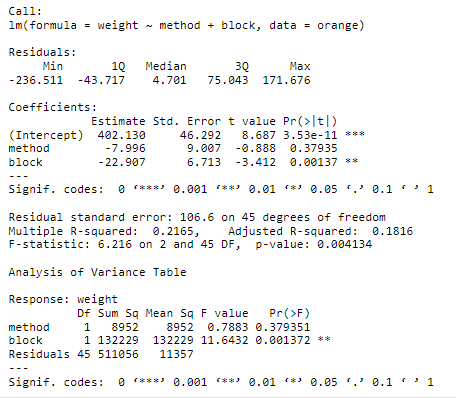 Call:
lm(formula = weight ~ method + block, data = orange)
Residuals:
Min 1Q Median 3Q Max
-236.511 -43.717 4.701 75.043 171.676
Coefficients:
Estimate Std. Error t value Pr(>|t|)
(Intercept) 402.130 46.292 8.687 3.53e-11 ***
method -7.996 9.007 -0.888 0.37935
block -22.907 6.713 -3.412 0.00137 **
---
Signif. codes: 0 ‘***’ 0.001 ‘**’ 0.01 ‘*’ 0.05 ‘.’ 0.1 ‘ ’ 1
Residual standard error: 106.6 on 45 degrees of freedom
Multiple R-squared: 0.2165, Adjusted R-squared: 0.1816
F-statistic: 6.216 on 2 and 45 DF, p-value: 0.004134
Analysis of Variance Table
Response: weight
Df Sum Sq Mean Sq F value Pr(>F)
method 1 8952 8952 0.7883 0.379351
block 1 132229 132229 11.6432 0.001372 **
Residuals 45 511056 11357
---
Signif. codes: 0 ‘***’ 0.001 ‘**’ 0.01 ‘*’ 0.05 ‘.’ 0.1 ‘ ’ 1